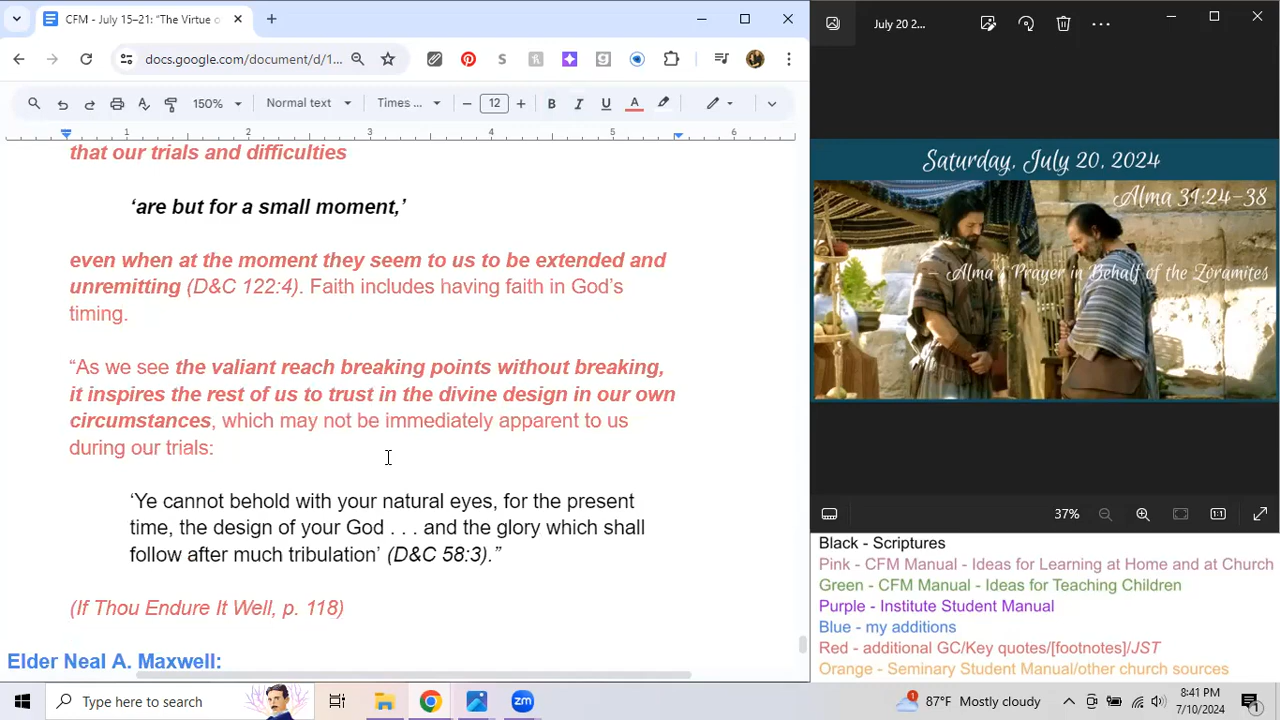 CFM - July 15–21: “The Virtue o
docs.google.com/document/d/1...
150%
Normal text
Times ...
12
1
2
3
4
5
6
that our trials and difficulties
‘are but for a small moment,’
even when at the moment they seem to us to be extended and
unremitting (D&C 122:4). Faith includes having faith in God’s
timing.
“As we see the valiant reach breaking points without breaking,
it inspires the rest of us to trust in the divine design in our own
circumstances, which may not be immediately apparent to us
during our trials:
‘Ye cannot behold with your natural eyes, for the present
time, the design of your God . . . and the glory which shall
follow after much tribulation’ (D&C 58:3).”
(If Thou Endure It Well, p. 118)
Elder Neal A. Maxwell:
July 20 2...
Saturday, July 20, 2024
Alma 31:24-38
– Alma's Prayer in Behalf of the Zoramites
37%
Black - Scriptures
Pink - CFM Manual - Ideas for Learning at Home and at Church
Green - CFM Manual - Ideas for Teaching Children
Purple - Institute Student Manual
Blue - my additions
Red - additional GC/Key quotes/[footnotes]/JST
Orange - Seminary Student Manual/other church sources
Type here to search
zm
87°F Mostly cloudy
8:41 PM
7/10/2024